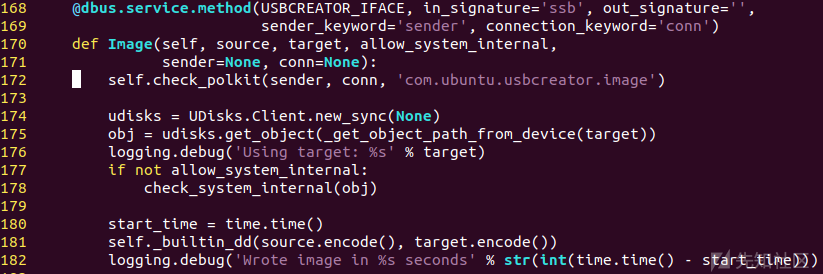 168     @dbus.service.method(USBCREATOR_IFACE, in_signature='ssb', out_signature='',
169                          sender_keyword='sender', connection_keyword='conn')
170     def Image(self, source, target, allow_system_internal,
171               sender=None, conn=None):
172         self.check_polkit(sender, conn, 'com.ubuntu.usbcreator.image')
173
174         udisks = UDisks.Client.new_sync(None)
175         obj = udisks.get_object(_get_object_path_from_device(target))
176         logging.debug('Using target: %s' % target)
177         if not allow_system_internal:
178             check_system_internal(obj)
179
180         start_time = time.time()
181         self._builtin_dd(source.encode(), target.encode())
182         logging.debug('Wrote image in %s seconds' % str(int(time.time() - start_time)))
先知社区